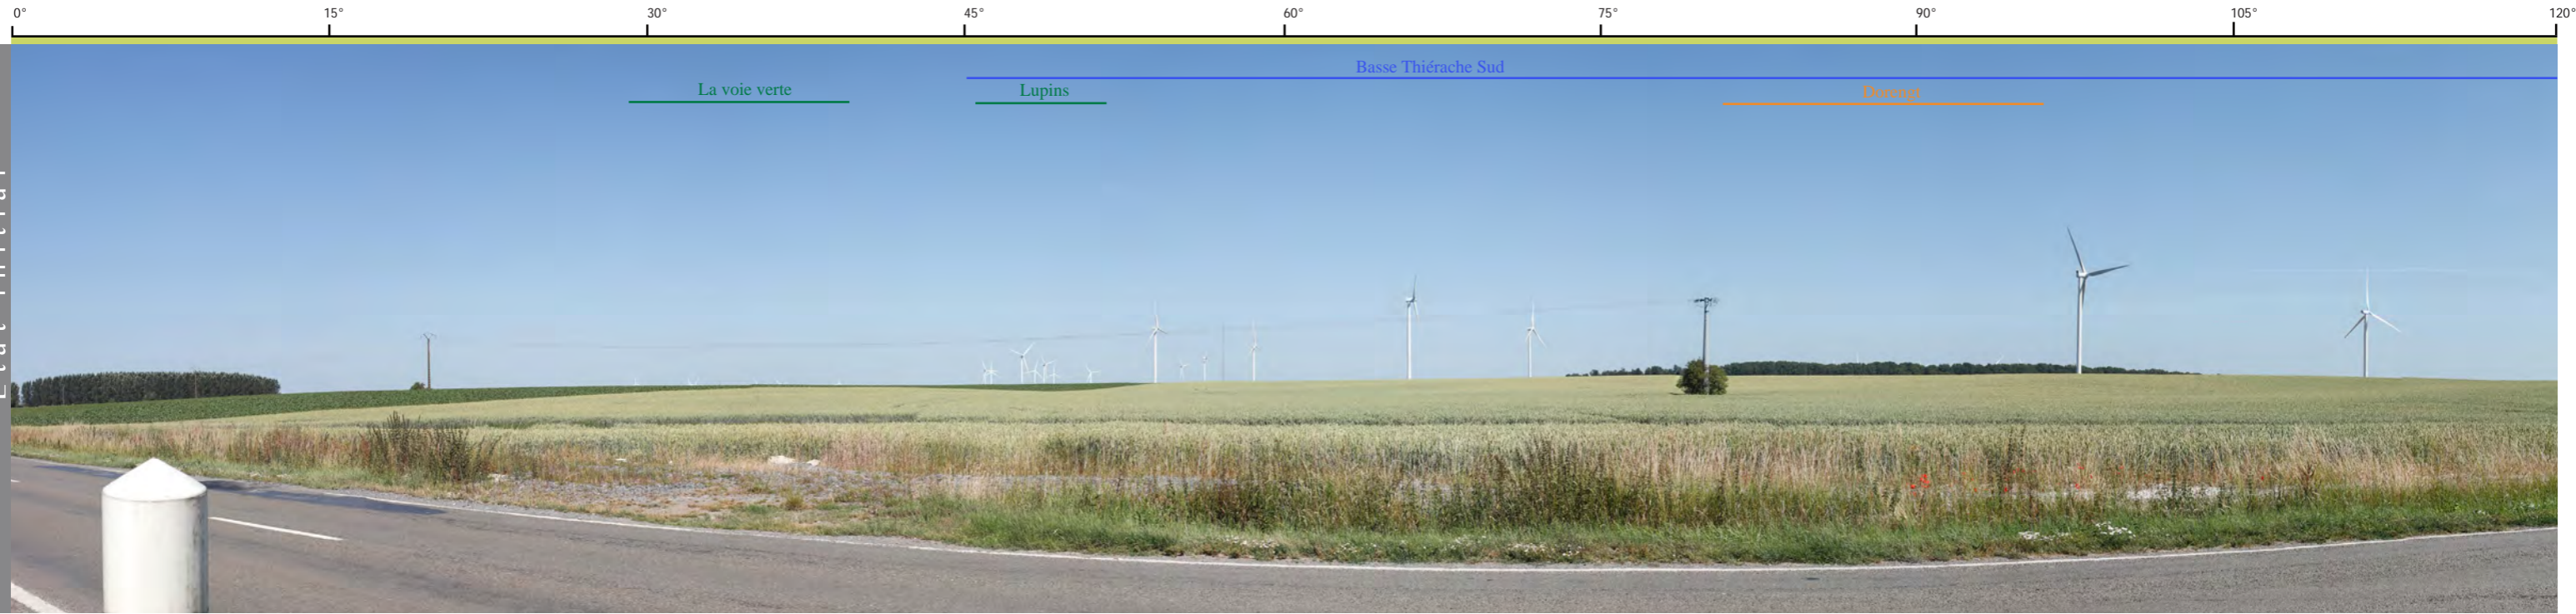 0° 15° 30° 45° 60° 75° 90° 105° 120°
Basse Thiérache Sud
La voie verte
Lupins
Dorengt